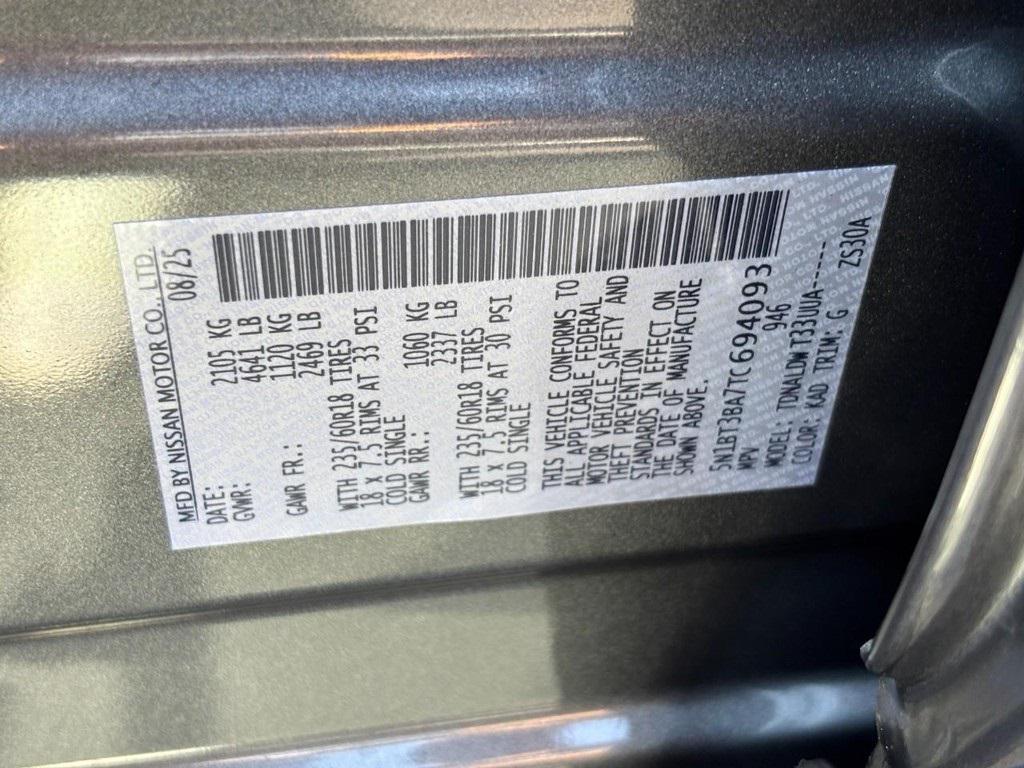 MFD BY NISSAN MOTOR CO., LTD.
DATE: 08/25
GVWR: 2105 KG
4641 LB
GAWR FR.: 1120 KG
2469 LB
WITH 235/60R18 TIRES
18 X 7.5 RIMS AT 33 PSI
COLD SINGLE
GAWR RR.: 1060 KG
2337 LB
WITH 235/60R18 TIRES
18 X 7.5 RIMS AT 30 PSI
COLD SINGLE
THIS VEHICLE CONFORMS TO
ALL APPLICABLE FEDERAL
MOTOR VEHICLE SAFETY AND
THEFT PREVENTION
STANDARDS IN EFFECT ON
THE DATE OF MANUFACTURE
SHOWN ABOVE.
5N1BT3BA7TC694093
MPV 946
MODEL: TDNALDW T33UUA-----
COLOR: KAD TRIM: G ZS30A